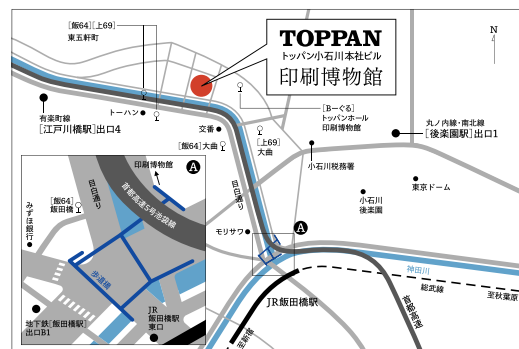 [飯64][上69]
東五軒町
TOPPAN
トッパン小石川本社ビル
印刷博物館
N
有楽町線
[江戸川橋駅]出口4
トーハン
交番
[飯64]大曲
[上69]
大曲
[B−ぐる]
トッパンホール
印刷博物館
丸ノ内線・南北線
[後楽園駅]出口1
小石川税務署
東京ドーム
小石川
後楽園
目白通り
モリサワ
A
神田川
総武線
至秋葉原
首都高速
JR飯田橋駅
至新宿
印刷博物館
A
首都高速5号池袋線
目白通り
[飯64]
飯田橋
みずほ銀行
歩道橋
地下鉄[飯田橋駅]
出口B1
JR
飯田橋駅
東口